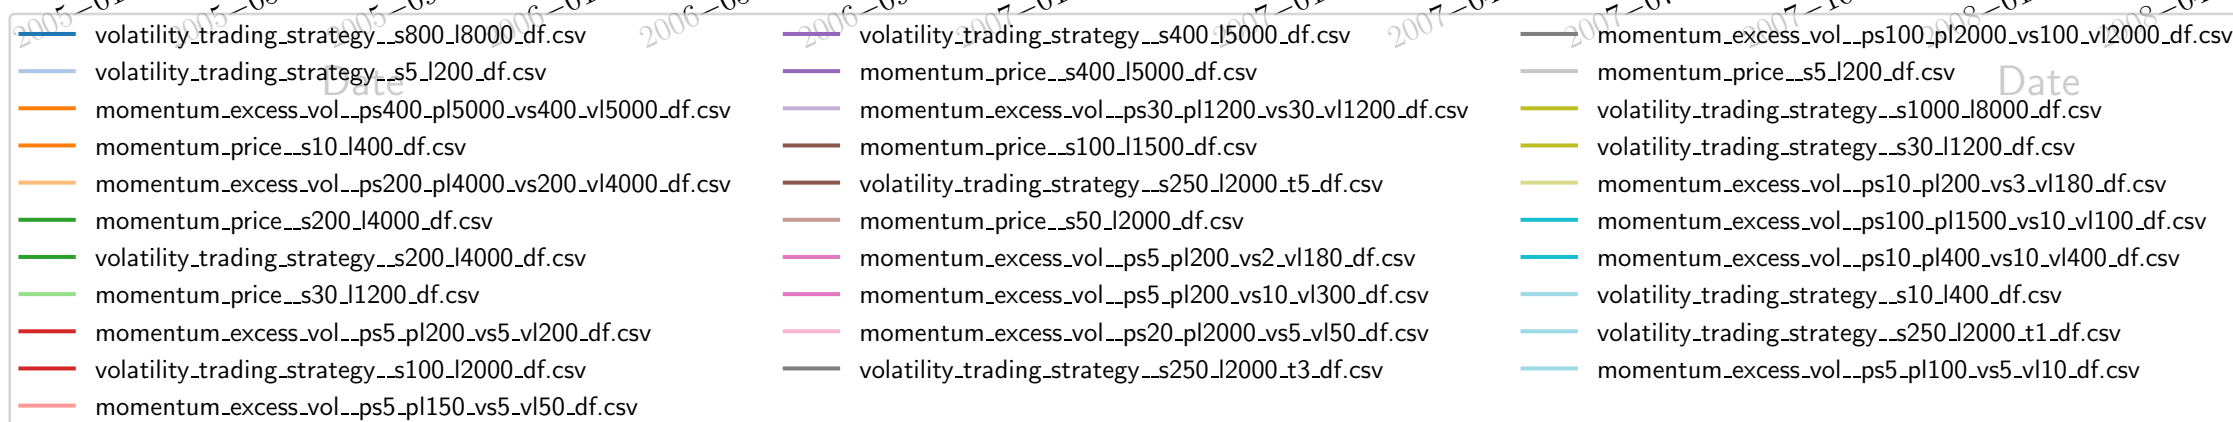 volatility_trading_strategy__s800_l8000_df.csv
volatility_trading_strategy__s5_l200_df.csv
momentum_excess_vol__ps400_pl5000_vs400_vl5000_df.csv
momentum_price__s10_l400_df.csv
momentum_excess_vol__ps200_pl4000_vs200_vl4000_df.csv
momentum_price__s200_l4000_df.csv
volatility_trading_strategy__s200_l4000_df.csv
momentum_price__s30_l1200_df.csv
momentum_excess_vol__ps5_pl200_vs5_vl200_df.csv
volatility_trading_strategy__s100_l2000_df.csv
momentum_excess_vol__ps5_pl150_vs5_vl50_df.csv
volatility_trading_strategy__s400_l5000_df.csv
momentum_price__s400_l5000_df.csv
momentum_excess_vol__ps30_pl1200_vs30_vl1200_df.csv
momentum_price__s100_l1500_df.csv
volatility_trading_strategy__s250_l2000_t5_df.csv
momentum_price__s50_l2000_df.csv
momentum_excess_vol__ps5_pl200_vs2_vl180_df.csv
momentum_excess_vol__ps5_pl200_vs10_vl300_df.csv
momentum_excess_vol__ps20_pl2000_vs5_vl50_df.csv
volatility_trading_strategy__s250_l2000_t3_df.csv
momentum_excess_vol__ps100_pl2000_vs100_vl2000_df.csv
momentum_price__s5_l200_df.csv
volatility_trading_strategy__s1000_l8000_df.csv
volatility_trading_strategy__s30_l1200_df.csv
momentum_excess_vol__ps10_pl200_vs3_vl180_df.csv
momentum_excess_vol__ps100_pl1500_vs10_vl100_df.csv
momentum_excess_vol__ps10_pl400_vs10_vl400_df.csv
volatility_trading_strategy__s10_l400_df.csv
volatility_trading_strategy__s250_l2000_t1_df.csv
momentum_excess_vol__ps5_pl100_vs5_vl10_df.csv
Date
Date